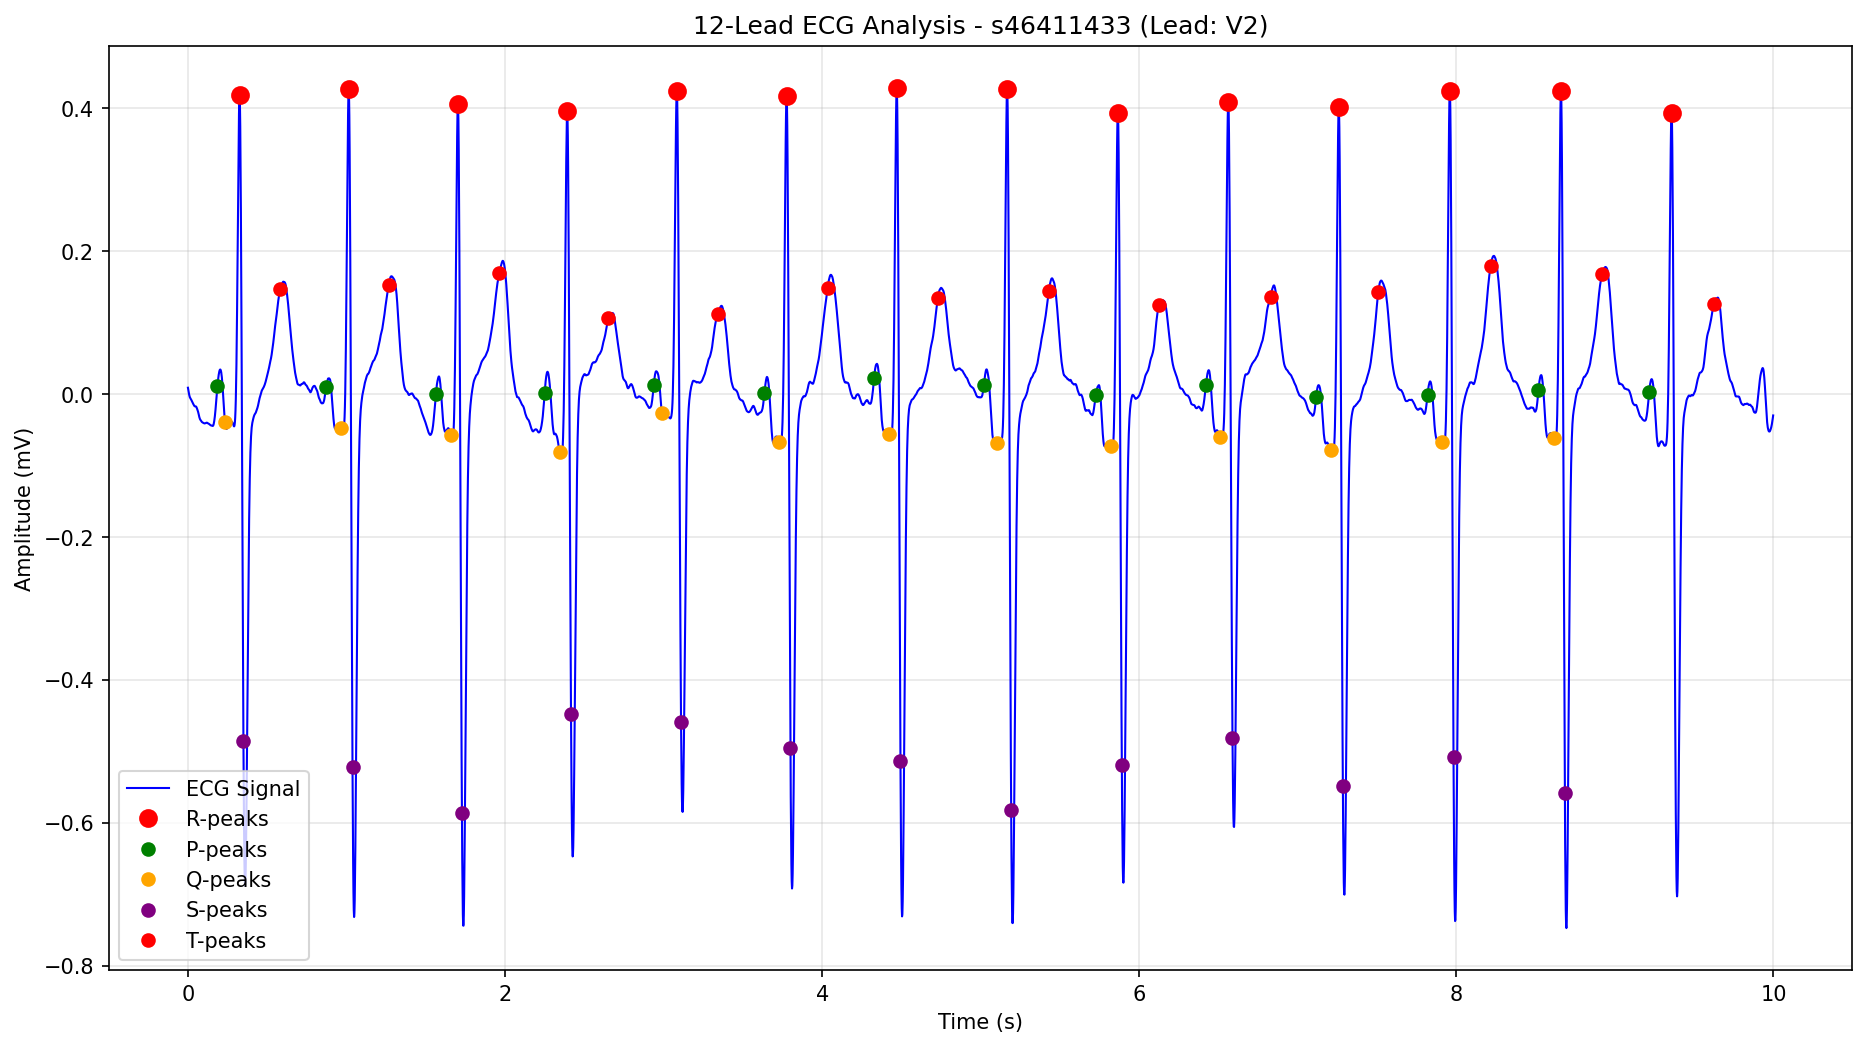 12-Lead ECG Analysis - s46411433 (Lead: V2)
Amplitude (mV)
0.4
0.2
0.0
−0.2
−0.4
−0.6
−0.8
ECG Signal
R-peaks
P-peaks
Q-peaks
S-peaks
T-peaks
0 2 4 6 8 10
Time (s)